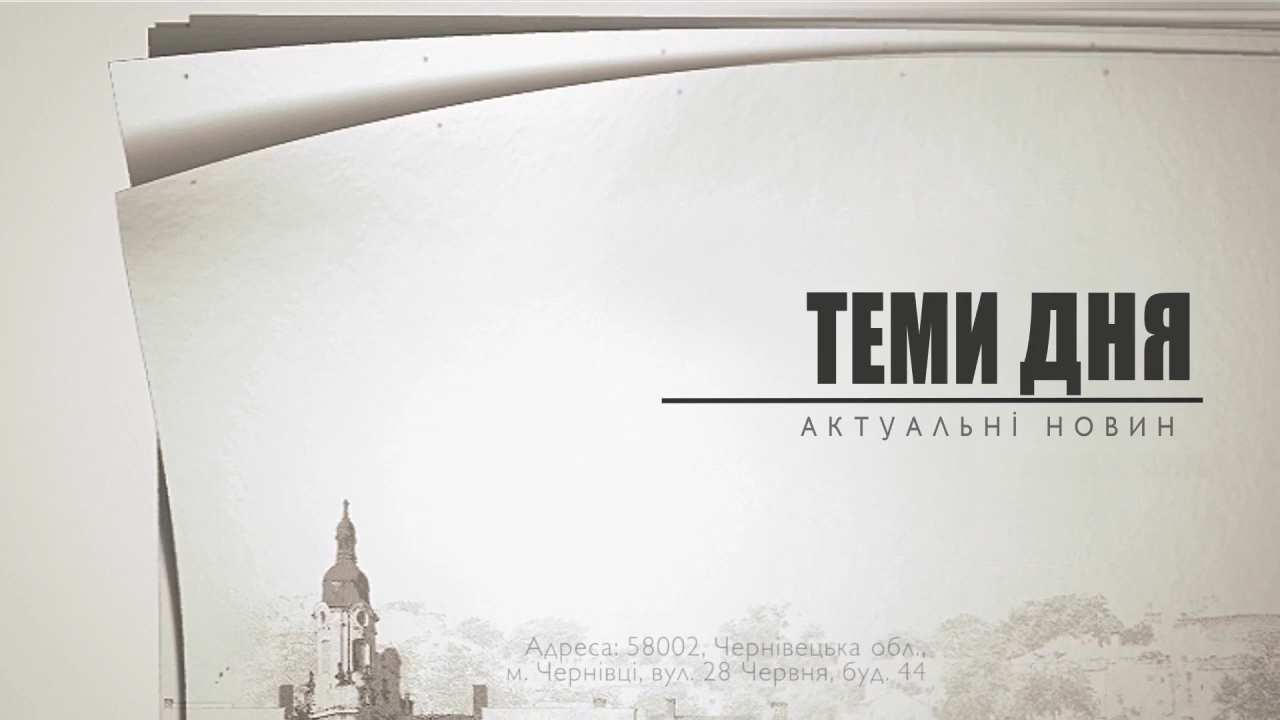 ТЕМИ ДНЯ
АКТУАЛЬНІ НОВИН
Адреса: 58002, Чернівецька обл.,
м. Чернівці, вул. 28 Червня, буд. 44